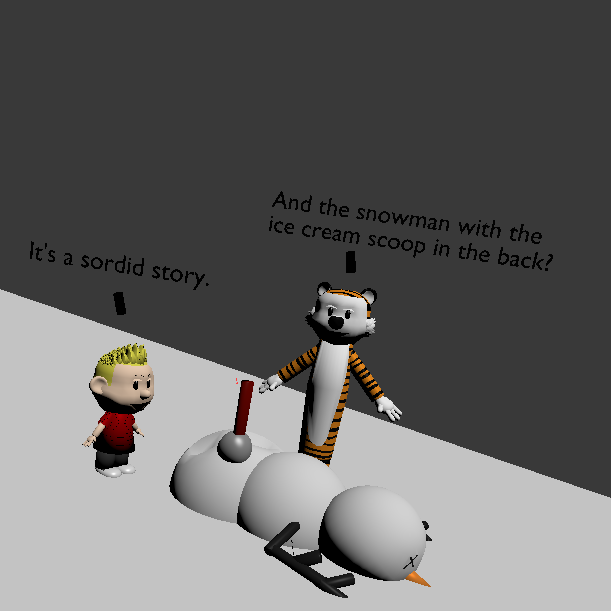 And the snowman with the
ice cream scoop in the back?
It's a sordid story.